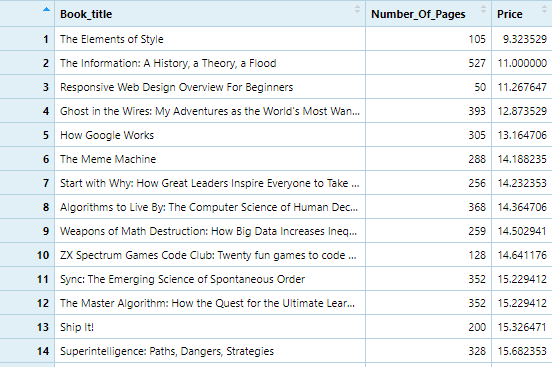 Book_title Number_Of_Pages Price
1 The Elements of Style 105 9.323529
2 The Information: A History, a Theory, a Flood 527 11.000000
3 Responsive Web Design Overview For Beginners 50 11.267647
4 Ghost in the Wires: My Adventures as the World's Most Wan... 393 12.873529
5 How Google Works 305 13.164706
6 The Meme Machine 288 14.188235
7 Start with Why: How Great Leaders Inspire Everyone to Take ... 256 14.232353
8 Algorithms to Live By: The Computer Science of Human Dec... 368 14.364706
9 Weapons of Math Destruction: How Big Data Increases Ineq... 259 14.502941
10 ZX Spectrum Games Code Club: Twenty fun games to code ... 128 14.641176
11 Sync: The Emerging Science of Spontaneous Order 352 15.229412
12 The Master Algorithm: How the Quest for the Ultimate Lear... 352 15.229412
13 Ship It! 200 15.326471
14 Superintelligence: Paths, Dangers, Strategies 328 15.682353